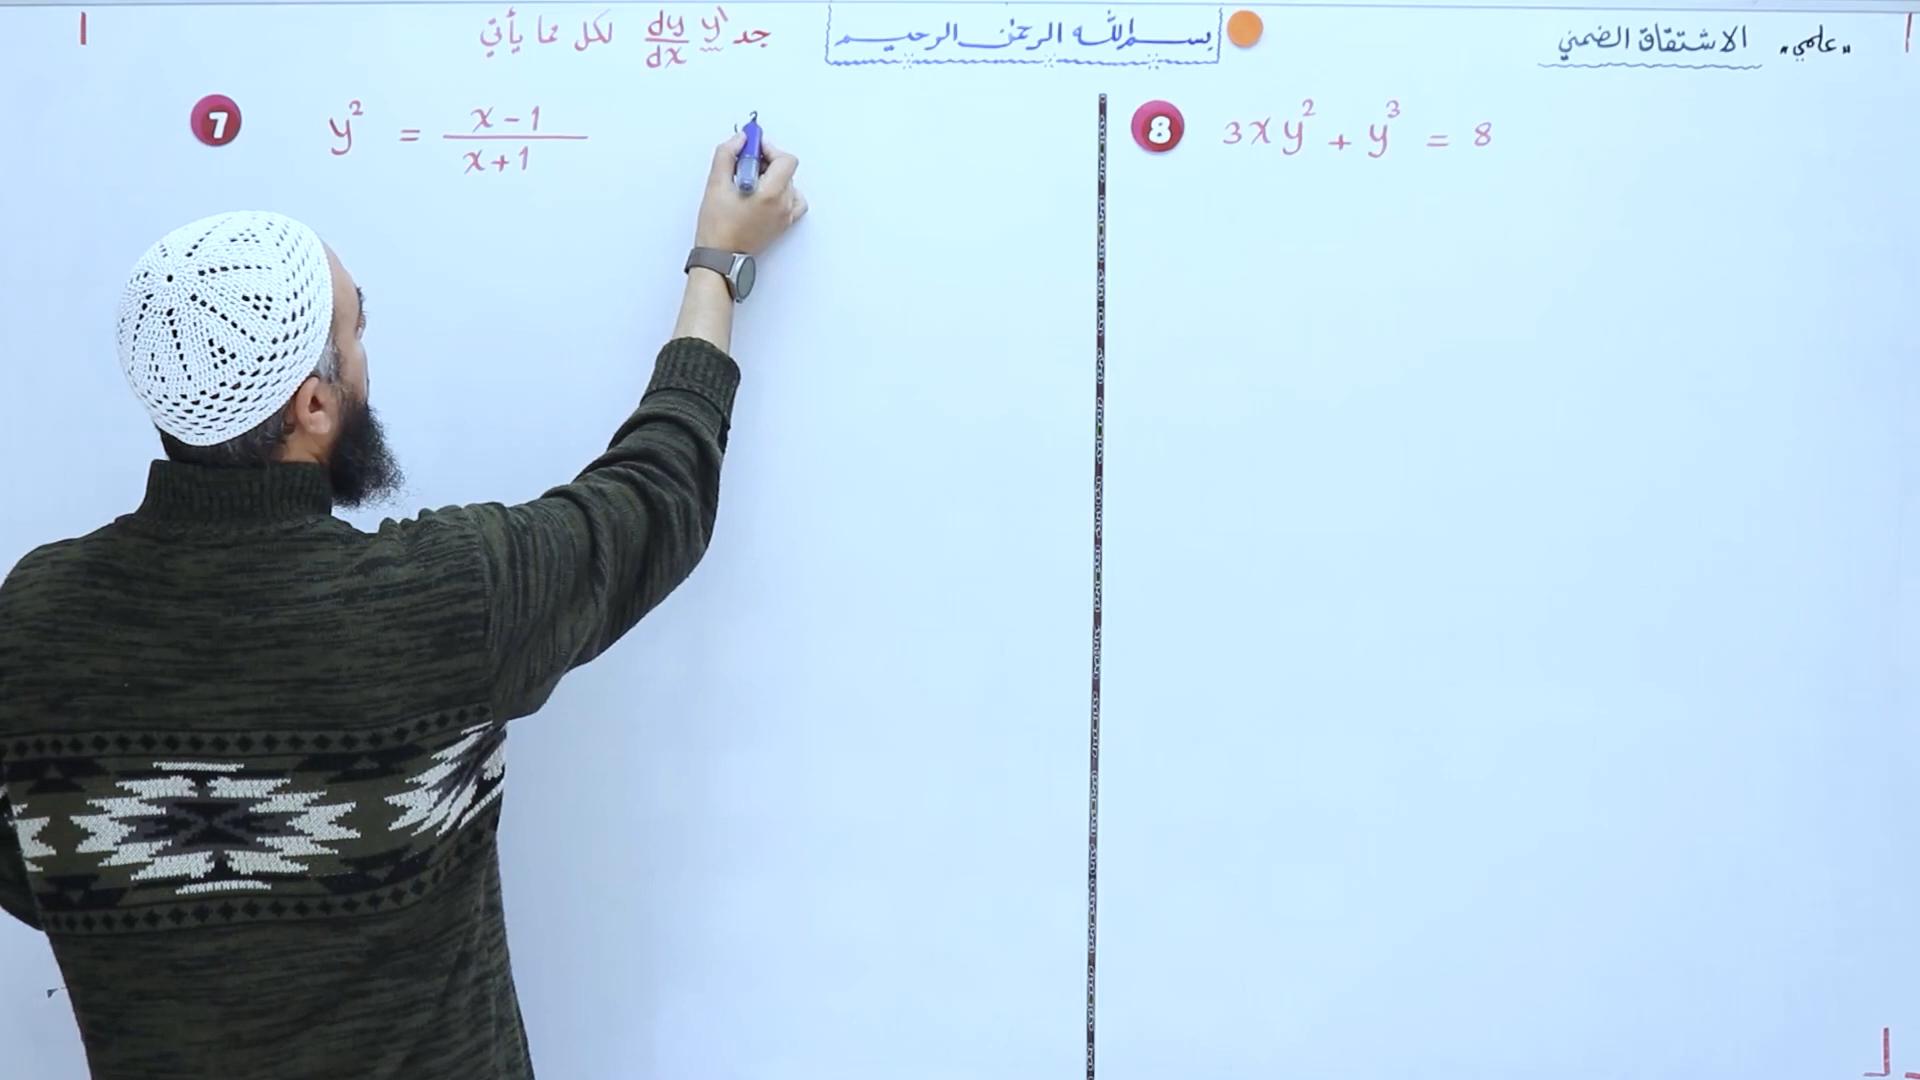 "علمي" الاشتقاق الضمني
بسم الله الرحمن الرحيم
جد y' dy/dx لكل مما يأتي
7 y² = (x - 1)/(x + 1)
8 3xy² + y³ = 8